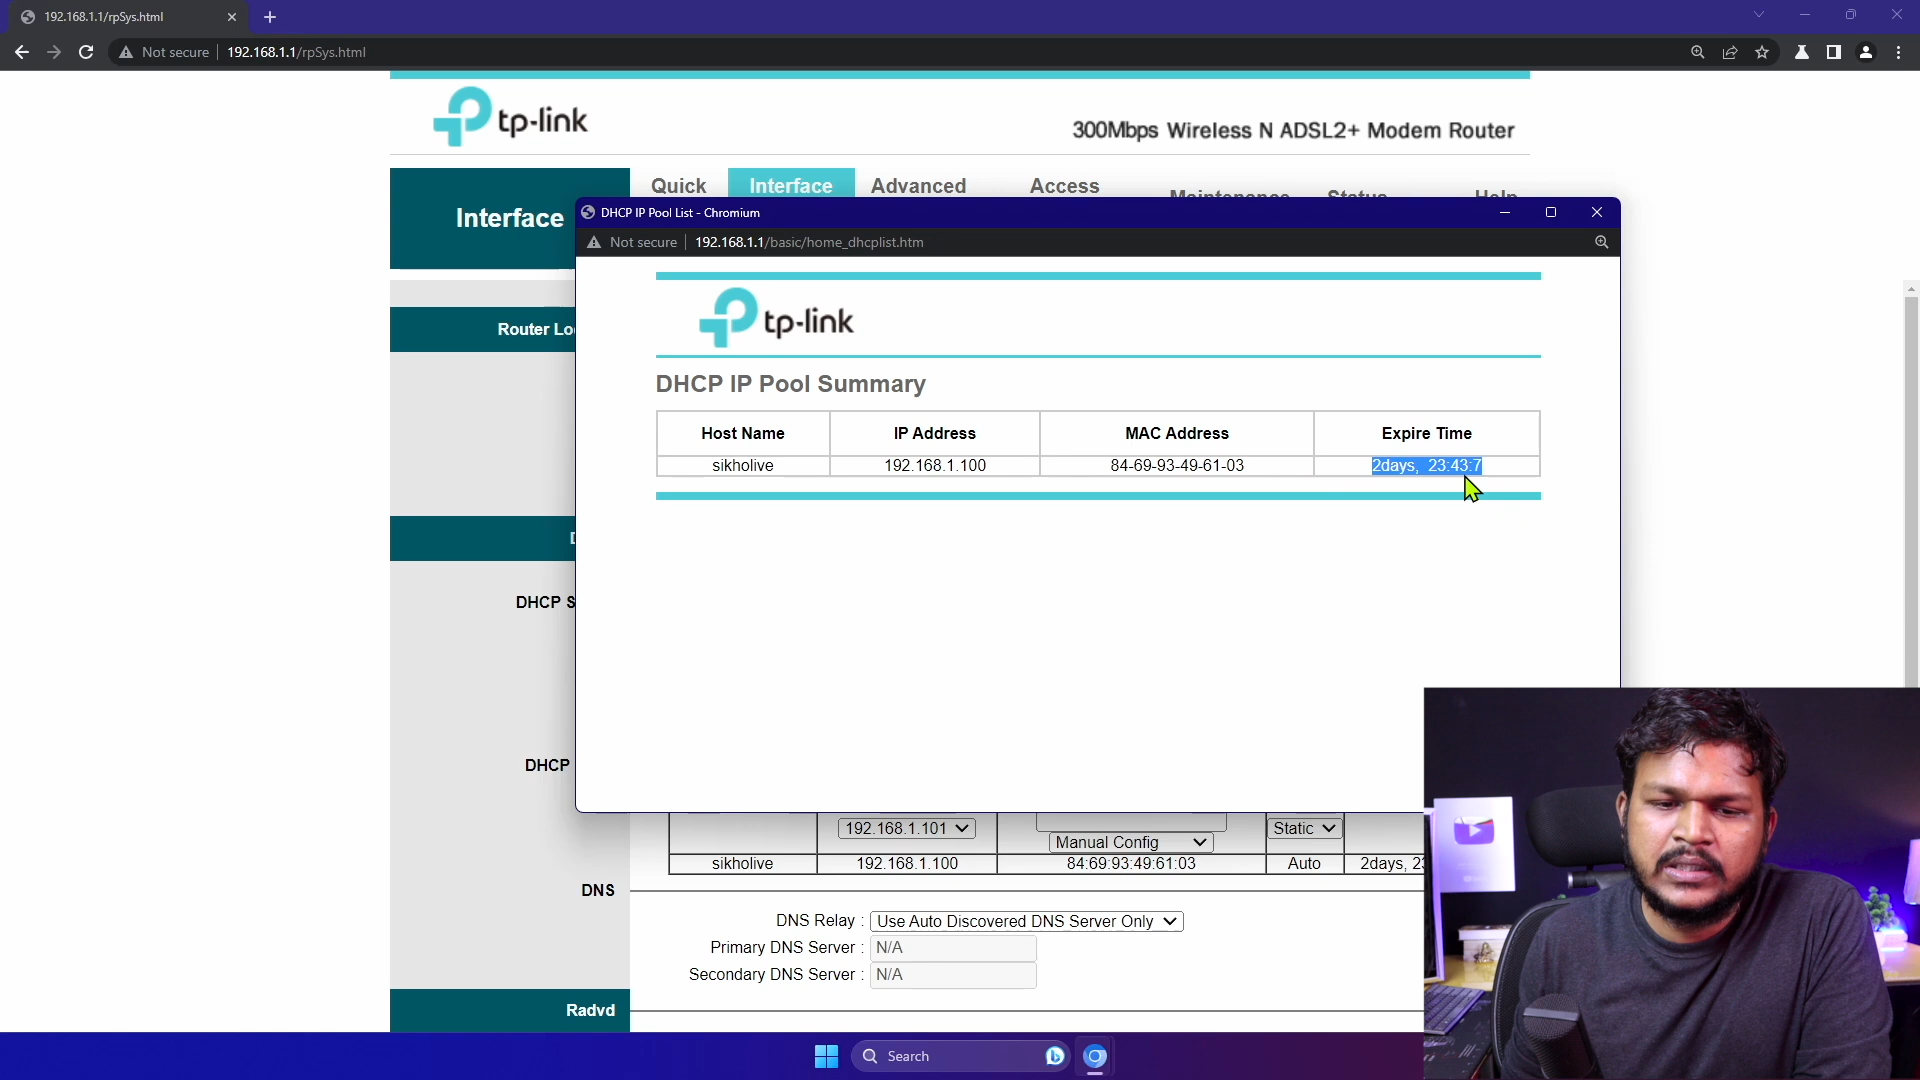 192.168.1.1/rpSys.html
Not secure 192.168.1.1/rpSys.html
tp-link
300Mbps Wireless N ADSL2+ Modem Router
Interface
Quick Interface Advanced Access Maintenance Status Help
DHCP IP Pool List - Chromium
Not secure 192.168.1.1/basic/home_dhcplist.htm
tp-link
DHCP IP Pool Summary
Host Name IP Address MAC Address Expire Time
sikholive 192.168.1.100 84-69-93-49-61-03 2days, 23:43:7
Router Lo
D
DHCP S
DHCP
192.168.1.101 Static
Manual Config
sikholive 192.168.1.100 84:69:93:49:61:03 Auto 2days, 23
DNS
DNS Relay : Use Auto Discovered DNS Server Only
Primary DNS Server : N/A
Secondary DNS Server : N/A
Radvd
Search